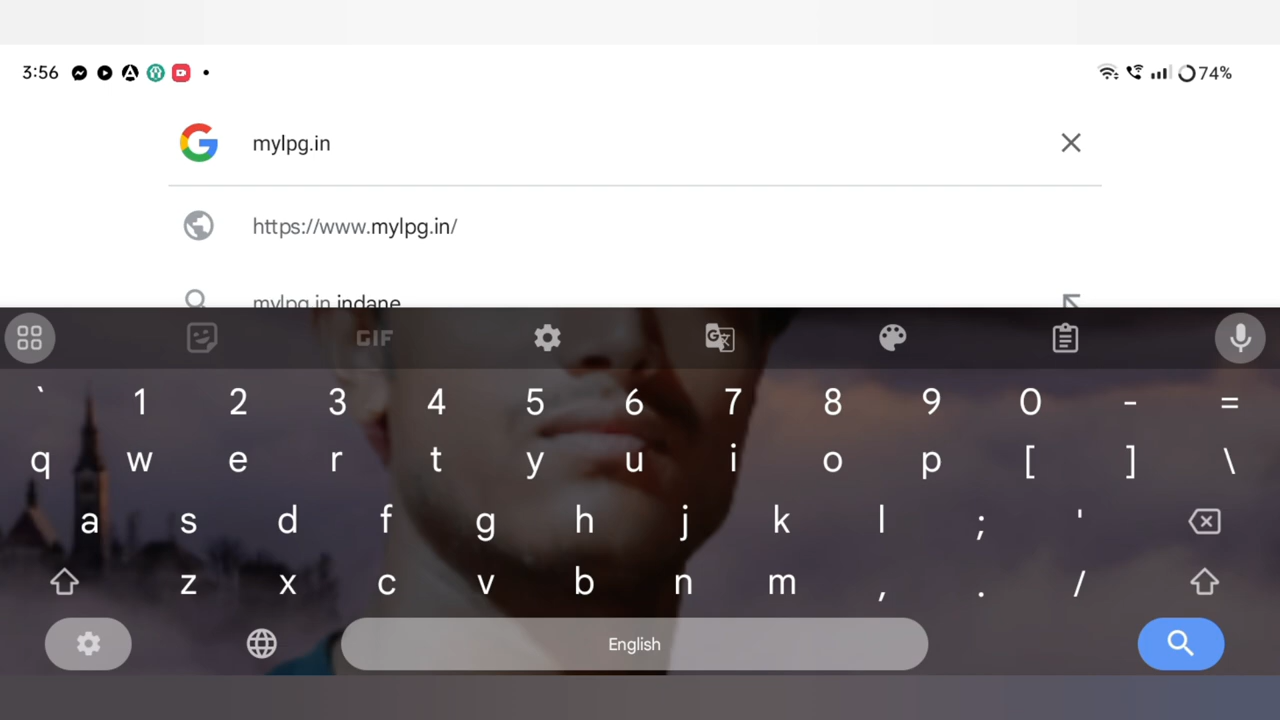 3:56 74%
mylpg.in
https://www.mylpg.in/
mylpg.in indane
GIF
` 1 2 3 4 5 6 7 8 9 0 - =
q w e r t y u i o p [ ] \
a s d f g h j k l ; '
z x c v b n m , . /
English